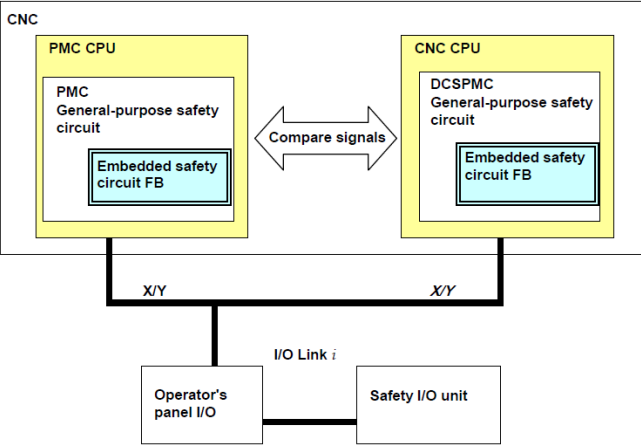 CNC
PMC CPU
PMC
General-purpose safety
circuit
Embedded safety
circuit FB
Compare signals
CNC CPU
DCSPMC
General-purpose safety
circuit
Embedded safety
circuit FB
X/Y
X/Y
I/O Link i
Operator's
panel I/O
Safety I/O unit